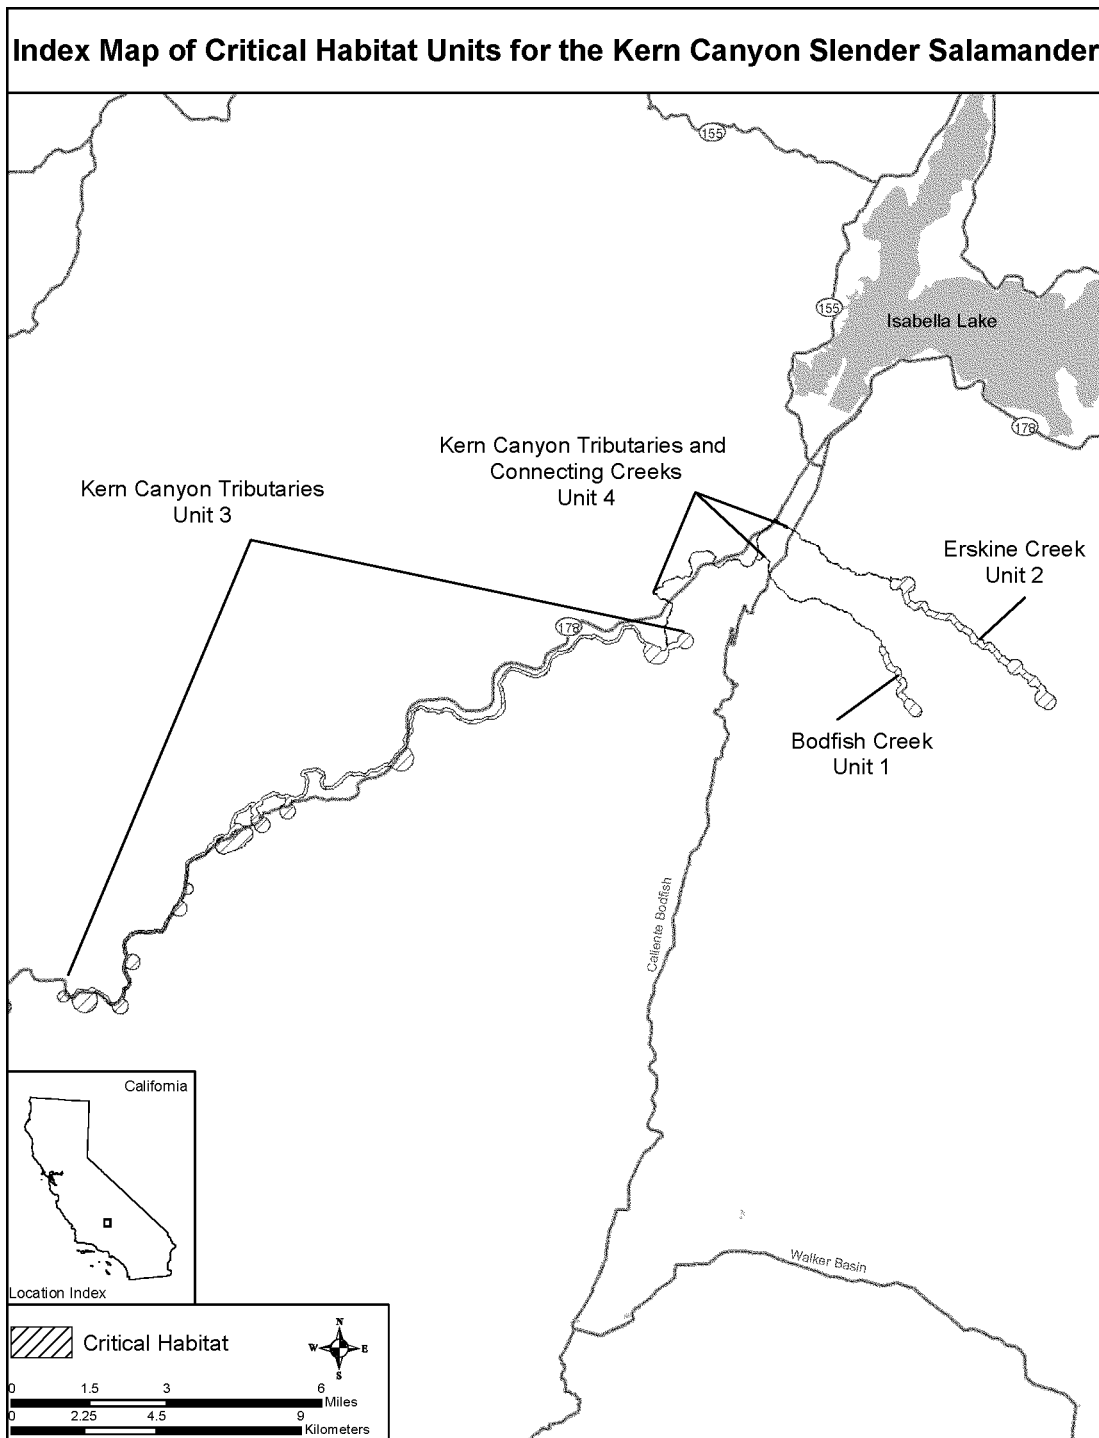 Index Map of Critical Habitat Units for the Kern Canyon Slender Salamander
155
155
Isabella Lake
178
Kern Canyon Tributaries and
Connecting Creeks
Unit 4
Kern Canyon Tributaries
Unit 3
Erskine Creek
Unit 2
178
Bodfish Creek
Unit 1
Caliente Bodfish
Walker Basin
California
Location Index
Critical Habitat
N
W E
S
0 1.5 3 6
Miles
0 2.25 4.5 9
Kilometers